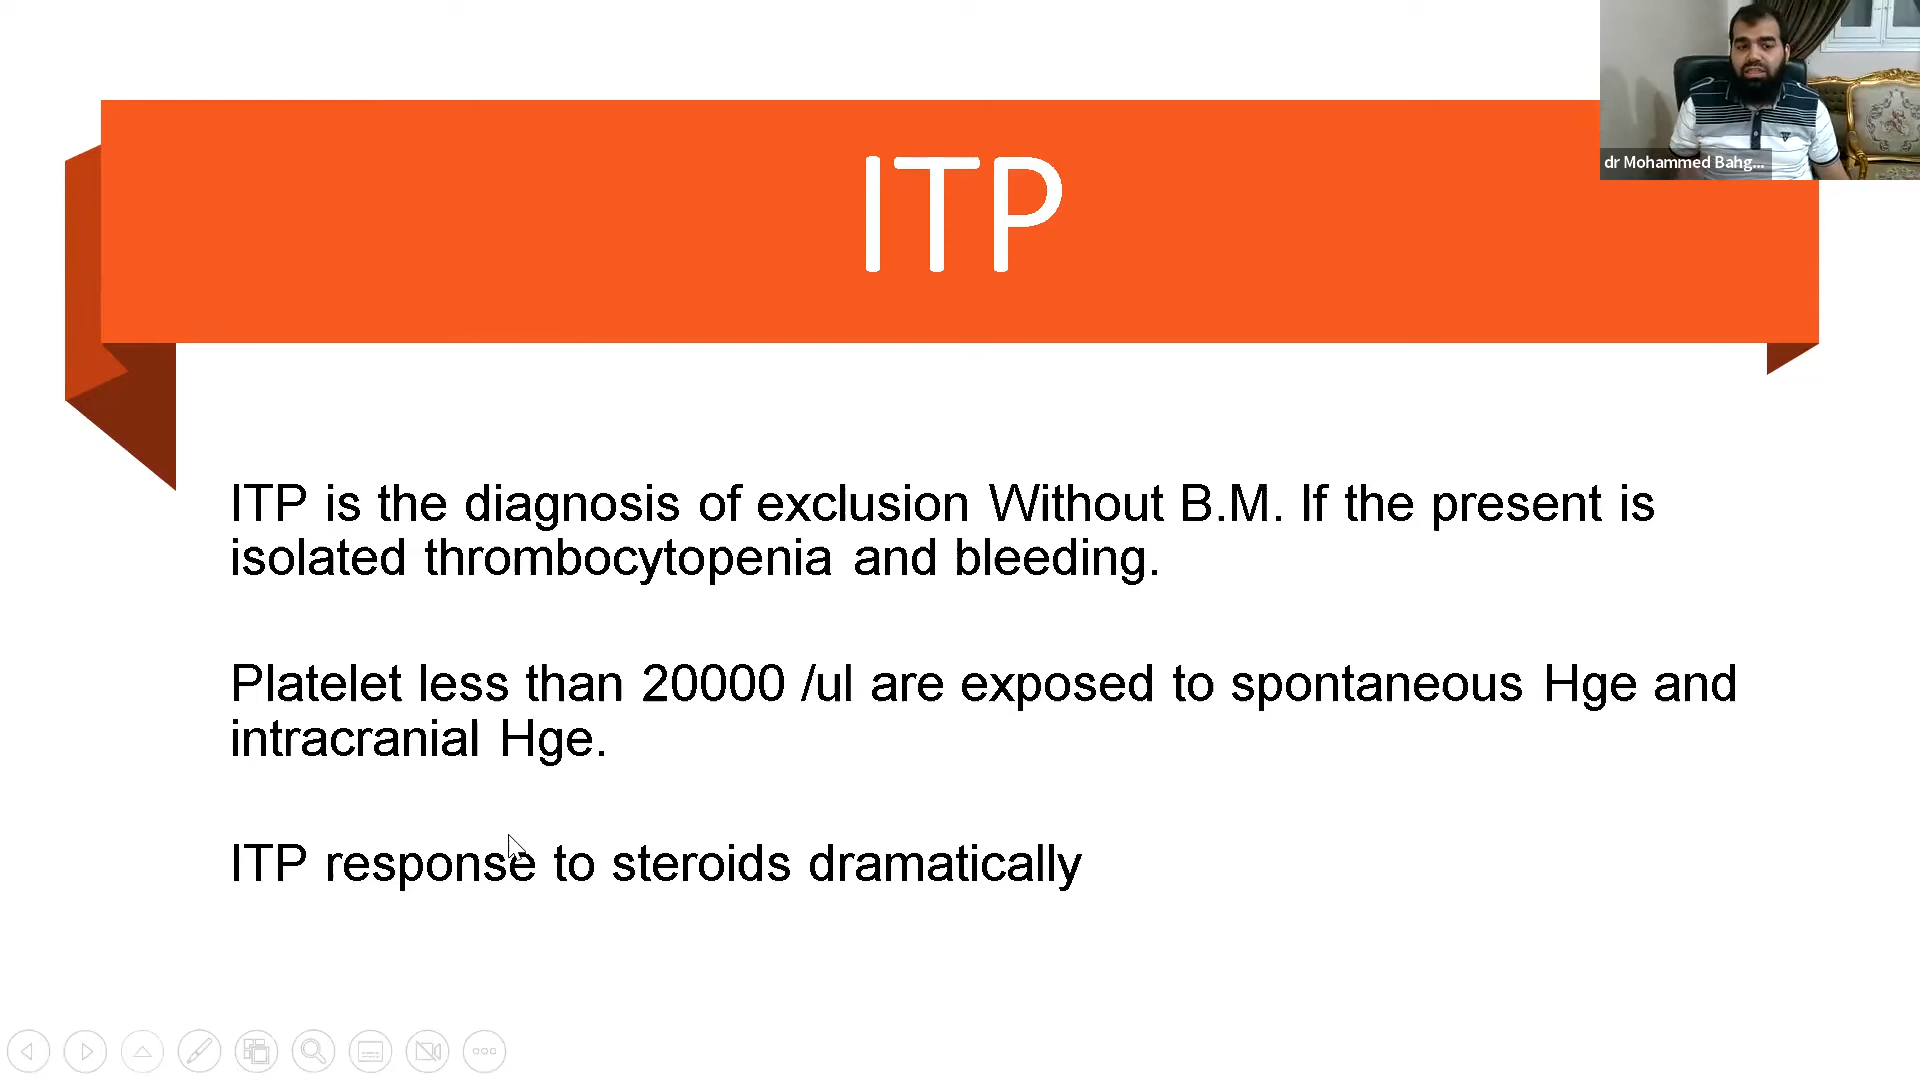 dr Mohammed Bahg...
ITP
ITP is the diagnosis of exclusion Without B.M. If the present is
isolated thrombocytopenia and bleeding.
Platelet less than 20000 /ul are exposed to spontaneous Hge and
intracranial Hge.
ITP response to steroids dramatically